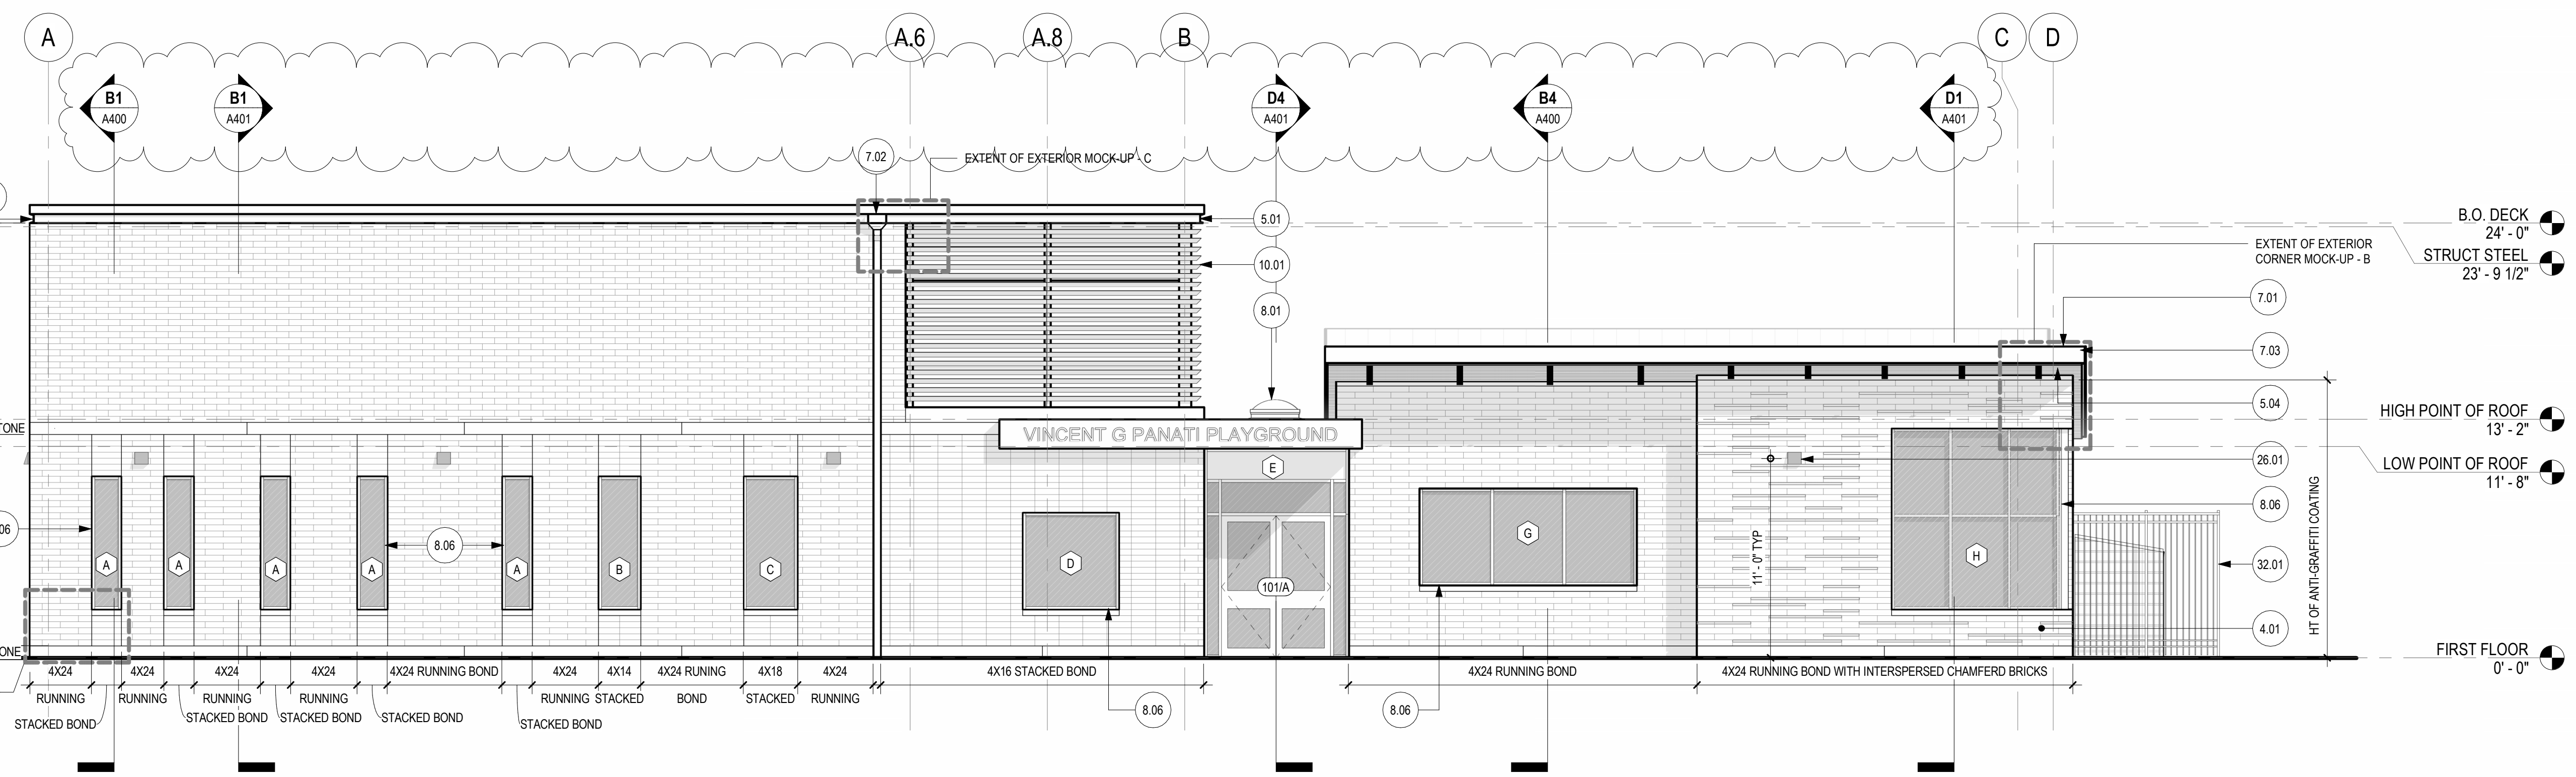 A
A.6
A.8
B
C
D
B1
A400
B1
A401
D4
A401
B4
A400
D1
A401
7.02
EXTENT OF EXTERIOR MOCK-UP - C
5.01
10.01
8.01
B.O. DECK
24' - 0"
EXTENT OF EXTERIOR
CORNER MOCK-UP - B
STRUCT STEEL
23' - 9 1/2"
7.01
7.03
5.04
HIGH POINT OF ROOF
13' - 2"
TONE
VINCENT G PANATI PLAYGROUND
E
26.01
LOW POINT OF ROOF
11' - 8"
8.06
06
8.06
A
A
A
A
A
B
C
D
G
H
101/A
11' - 0" TYP
HT OF ANTI-GRAFFITI COATING
32.01
4.01
ONE
FIRST FLOOR
0' - 0"
4X24
RUNNING
4X24
RUNNING
4X24
RUNNING
4X24
RUNNING
4X24 RUNNING BOND
4X24
RUNNING
4X14
STACKED
4X24 RUNING
BOND
4X18
STACKED
4X24
RUNNING
4X16 STACKED BOND
4X24 RUNNING BOND
4X24 RUNNING BOND WITH INTERSPERSED CHAMFERD BRICKS
STACKED BOND
STACKED BOND
STACKED BOND
STACKED BOND
STACKED BOND
8.06
8.06